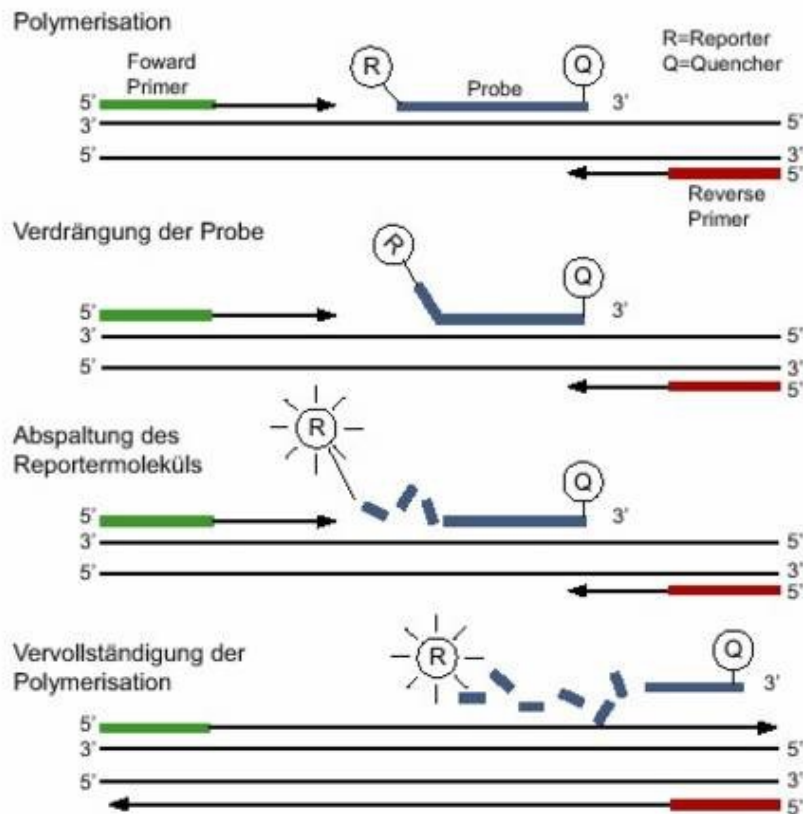 Polymerisation
Foward
Primer
R
Probe
Q
R=Reporter
Q=Quencher
5'
3'
3'
5'
5'
3'
5'
Reverse
Primer
Verdrängung der Probe
R
Q
5'
3'
3'
5'
5'
3'
5'
Abspaltung des
Reportermoleküls
R
Q
5'
3'
3'
5'
5'
3'
5'
Vervollständigung der
Polymerisation
R
Q
3'
5'
3'
5'
5'
3'
5'